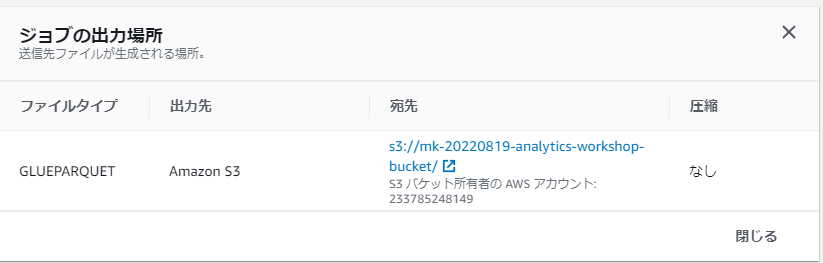 ジョブの出力場所
送信先ファイルが生成される場所。
ファイルタイプ 出力先 宛先 圧縮
GLUEPARQUET Amazon S3 s3://mk-20220819-analytics-workshop-
bucket/ なし
S3 バケット所有者の AWS アカウント:
233785248149
閉じる